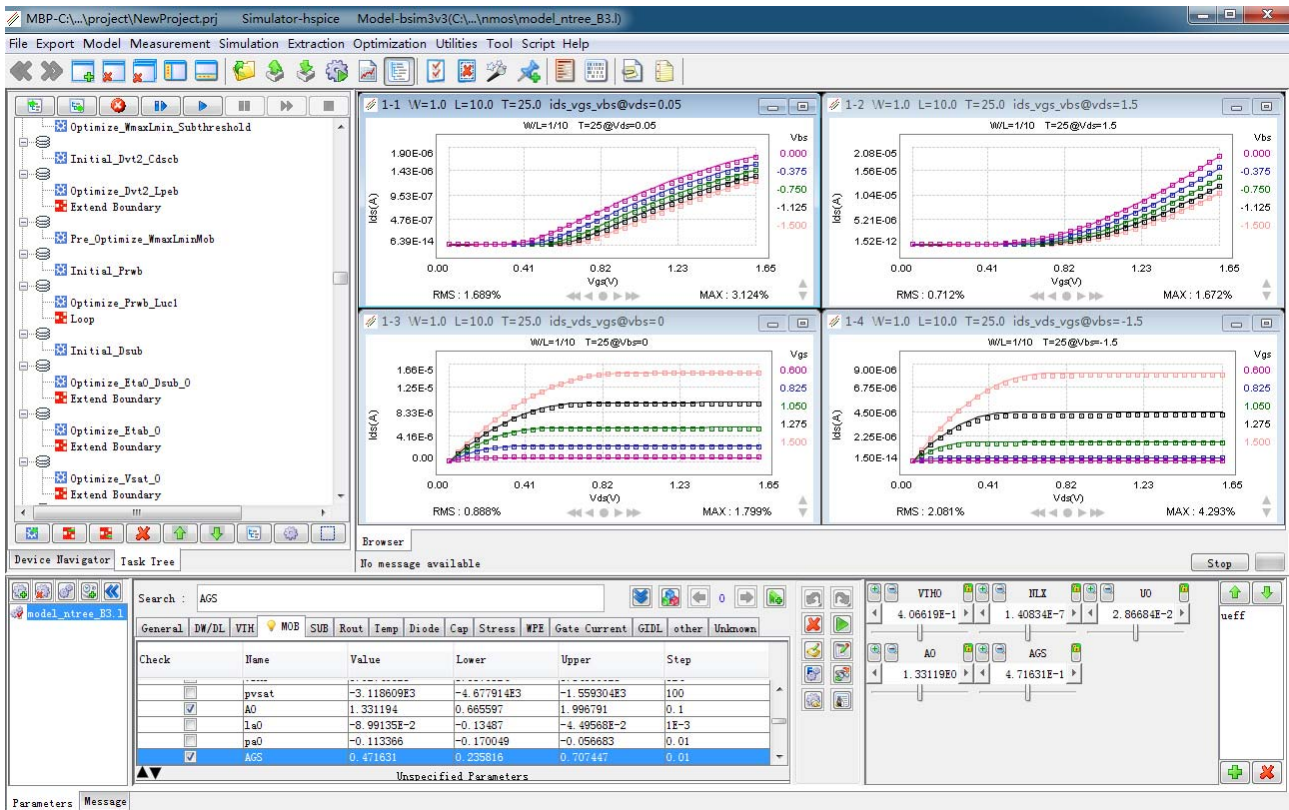 MBP-C:\...\project\NewProject.prj Simulator-hspice Model-bsim3v3(C:\...\nmos\model_ntree_B3.l)
File Export Model Measurement Simulation Extraction Optimization Utilities Tool Script Help
Optimize_WmaxLmin_Subthreshold
Initial_Dvt2_Cdscb
Optimize_Dvt2_Lpeb
Extend Boundary
Pre_Optimize_WmaxLminMob
Initial_Prwb
Optimize_Prwb_Luc1
Loop
Initial_Dsub
Optimize_Eta0_Dsub_0
Extend Boundary
Optimize_Etab_0
Extend Boundary
Optimize_Vsat_0
Extend Boundary
Device Navigator Task Tree
1-1 W=1.0 L=10.0 T=25.0 ids_vgs_vbs@vds=0.05
W/L=1/10 T=25@Vds=0.05
Vbs
1.90E-06
1.43E-06
9.53E-07
4.76E-07
6.39E-14
Ids(A)
0.000
-0.375
-0.750
-1.125
-1.500
0.00 0.41 0.82 1.23 1.65
Vgs(V)
RMS : 1.689% MAX : 3.124%
1-2 W=1.0 L=10.0 T=25.0 ids_vgs_vbs@vds=1.5
W/L=1/10 T=25@Vds=1.5
Vbs
2.08E-05
1.56E-05
1.04E-05
5.21E-06
1.52E-12
Ids(A)
0.000
-0.375
-0.750
-1.125
-1.500
0.00 0.41 0.82 1.23 1.65
Vgs(V)
RMS : 0.712% MAX : 1.672%
1-3 W=1.0 L=10.0 T=25.0 ids_vds_vgs@vbs=0
W/L=1/10 T=25@Vbs=0
Vgs
1.66E-5
1.25E-5
8.33E-6
4.16E-6
0.00
Ids(A)
0.600
0.825
1.050
1.275
1.500
0.00 0.41 0.82 1.23 1.65
Vds(V)
RMS : 0.888% MAX : 1.799%
1-4 W=1.0 L=10.0 T=25.0 ids_vds_vgs@vbs=-1.5
W/L=1/10 T=25@Vbs=-1.5
Vgs
9.00E-06
6.75E-06
4.50E-06
2.25E-06
1.50E-14
Ids(A)
0.600
0.825
1.050
1.275
1.500
0.00 0.41 0.82 1.23 1.65
Vds(V)
RMS : 2.081% MAX : 4.293%
Browser
No message available Stop
model_ntree_B3.l
Search : AGS 0
General DW/DL VTH MOB SUB Rout Temp Diode Cap Stress WPE Gate Current GIDL other Unknown
Check Name Value Lower Upper Step
pvsat -3.118609E3 -4.677914E3 -1.559304E3 100
A0 1.331194 0.665597 1.996791 0.1
la0 -8.99135E-2 -0.13487 -4.49568E-2 1E-3
pa0 -0.113366 -0.170049 -0.056683 0.01
AGS 0.471631 0.235816 0.707447 0.01
Unspecified Parameters
VTH0 NLX U0
4.06619E-1 1.40834E-7 2.86684E-2
A0 AGS
1.33119E0 4.71631E-1
ueff
Parameters Message